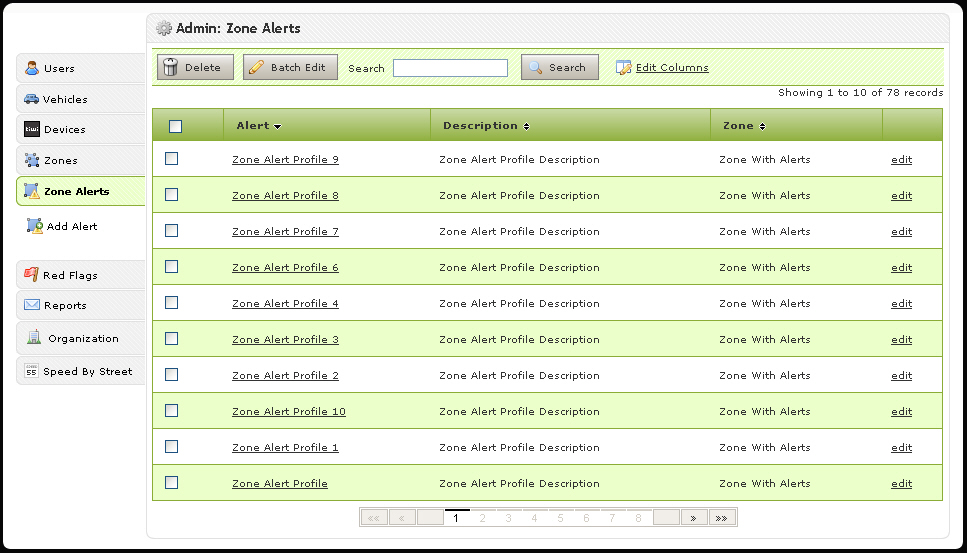 Admin: Zone Alerts
Users
Vehicles
Devices
Zones
Zone Alerts
Add Alert
Red Flags
Reports
Organization
55 Speed By Street
Delete Batch Edit Search Search Edit Columns
Showing 1 to 10 of 78 records
Alert Description Zone
Zone Alert Profile 9 Zone Alert Profile Description Zone With Alerts edit
Zone Alert Profile 8 Zone Alert Profile Description Zone With Alerts edit
Zone Alert Profile 7 Zone Alert Profile Description Zone With Alerts edit
Zone Alert Profile 6 Zone Alert Profile Description Zone With Alerts edit
Zone Alert Profile 4 Zone Alert Profile Description Zone With Alerts edit
Zone Alert Profile 3 Zone Alert Profile Description Zone With Alerts edit
Zone Alert Profile 2 Zone Alert Profile Description Zone With Alerts edit
Zone Alert Profile 10 Zone Alert Profile Description Zone With Alerts edit
Zone Alert Profile 1 Zone Alert Profile Description Zone With Alerts edit
Zone Alert Profile Zone Alert Profile Description Zone With Alerts edit
«« « 1 2 3 4 5 6 7 8 » »»